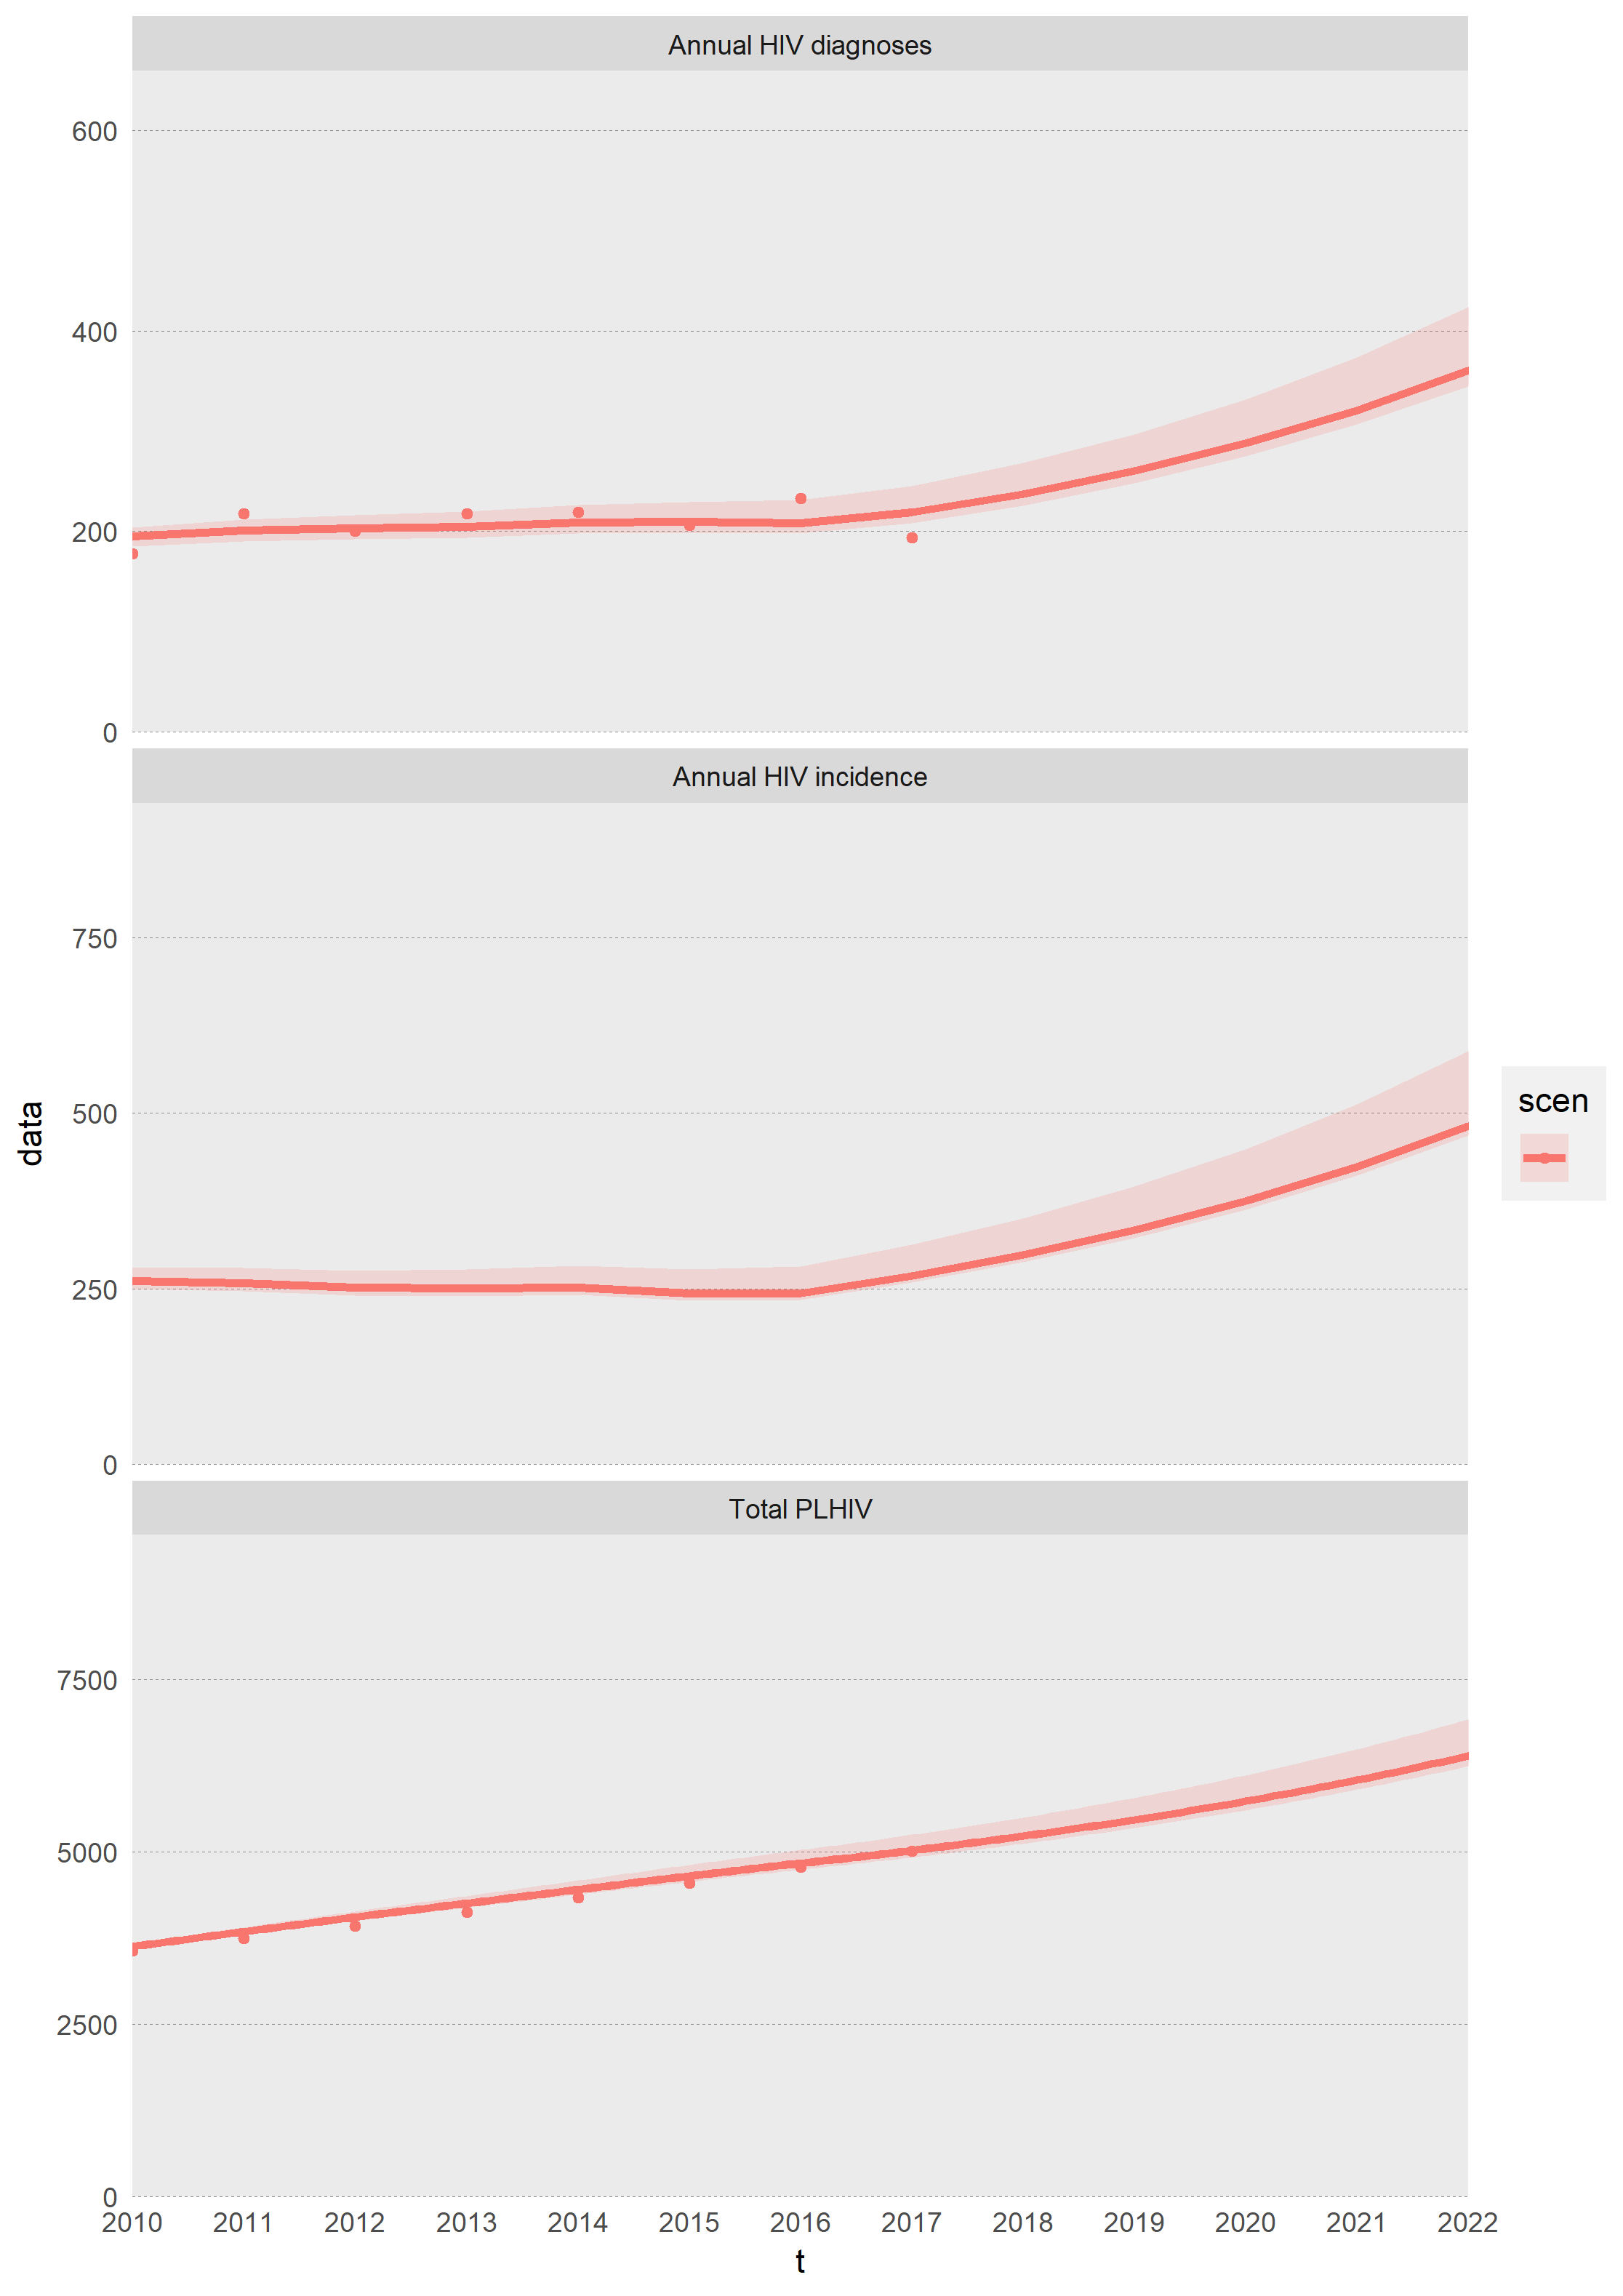 Annual HIV diagnoses
600
400
200
0
Annual HIV incidence
750
500
250
0
data
scen
Total PLHIV
7500
5000
2500
0
2010 2011 2012 2013 2014 2015 2016 2017 2018 2019 2020 2021 2022
t